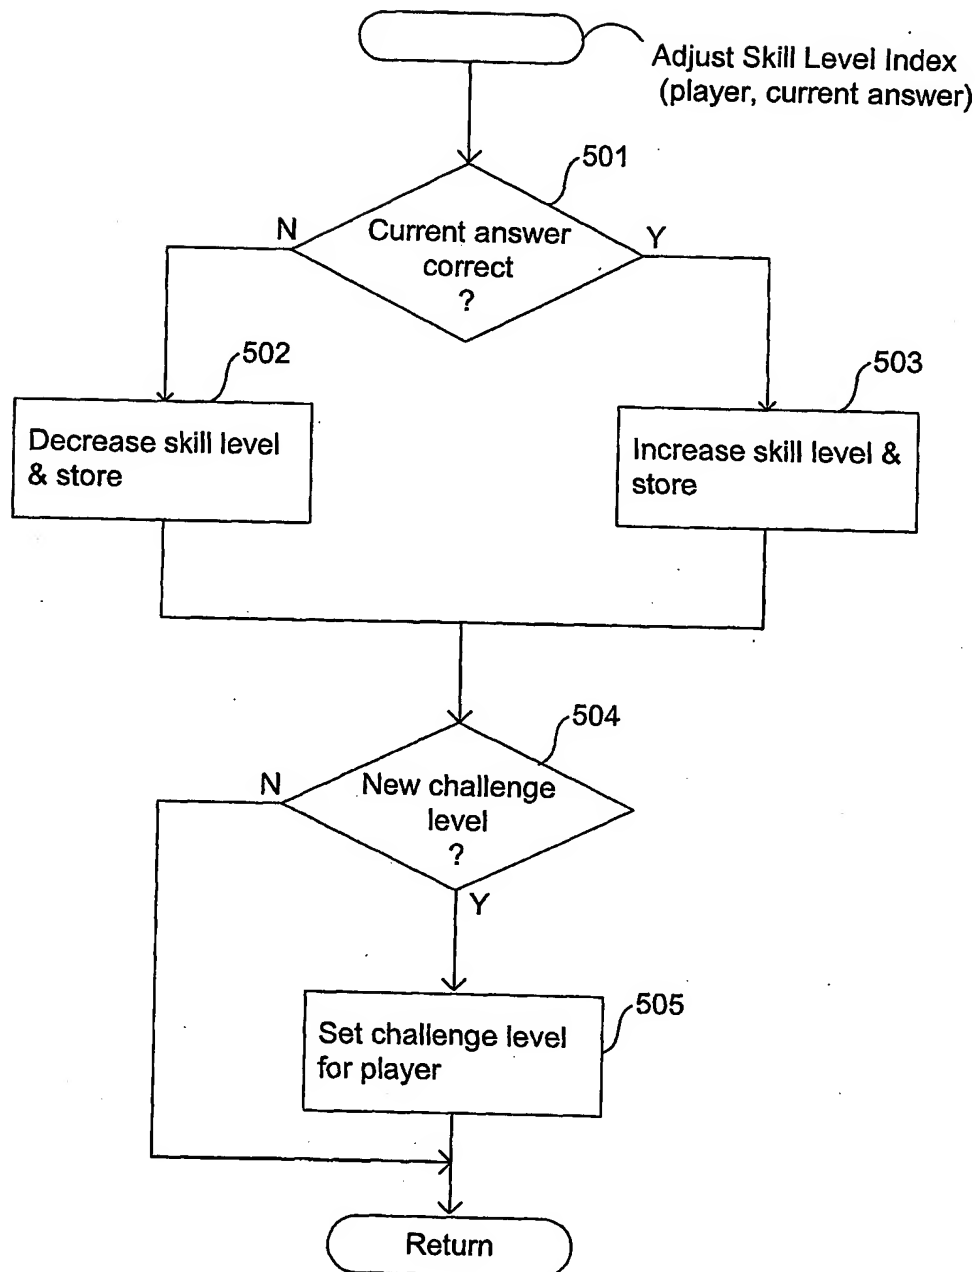 Adjust Skill Level Index
(player, current answer)
501
N
Y
Current answer
correct
?
502
503
Decrease skill level
& store
Increase skill level &
store
504
N
New challenge
level
?
Y
505
Set challenge level
for player
Return